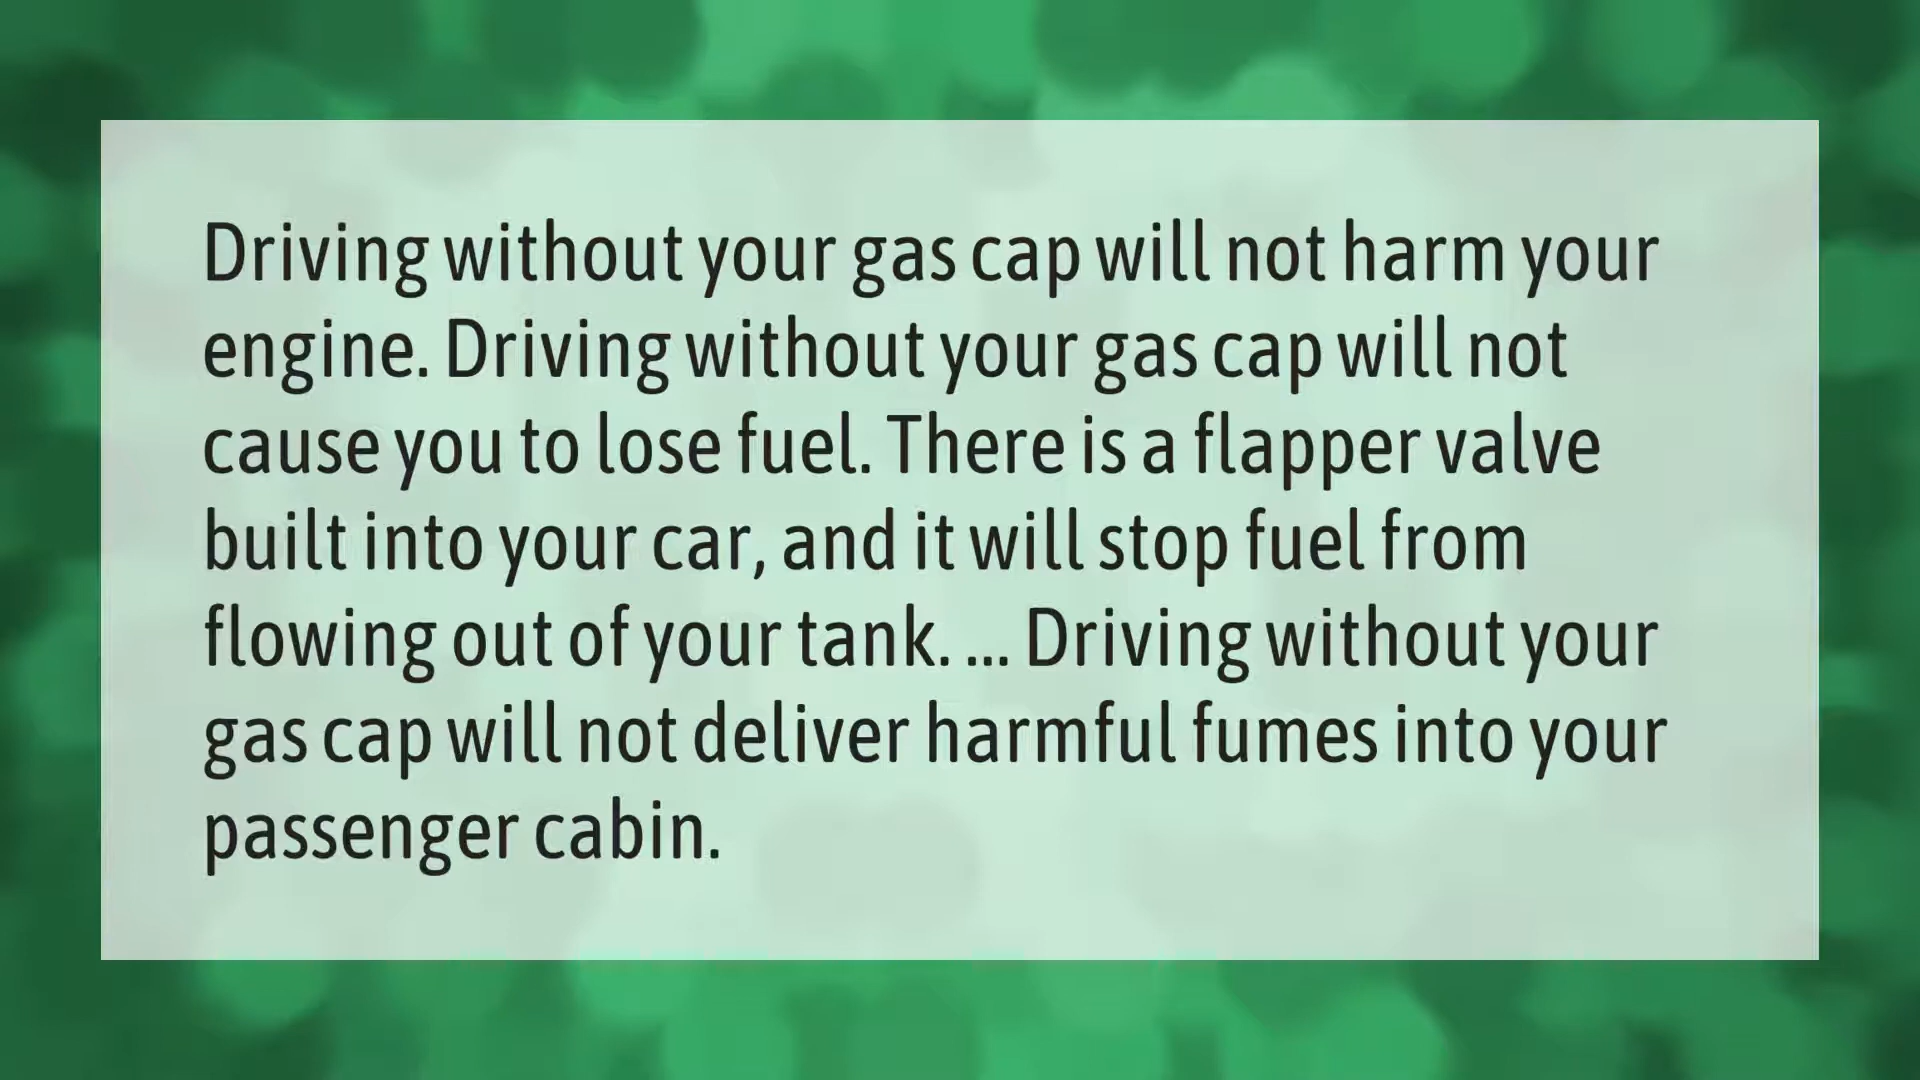 Driving without your gas cap will not harm your
engine. Driving without your gas cap will not
cause you to lose fuel. There is a flapper valve
built into your car, and it will stop fuel from
flowing out of your tank. ... Driving without your
gas cap will not deliver harmful fumes into your
passenger cabin.